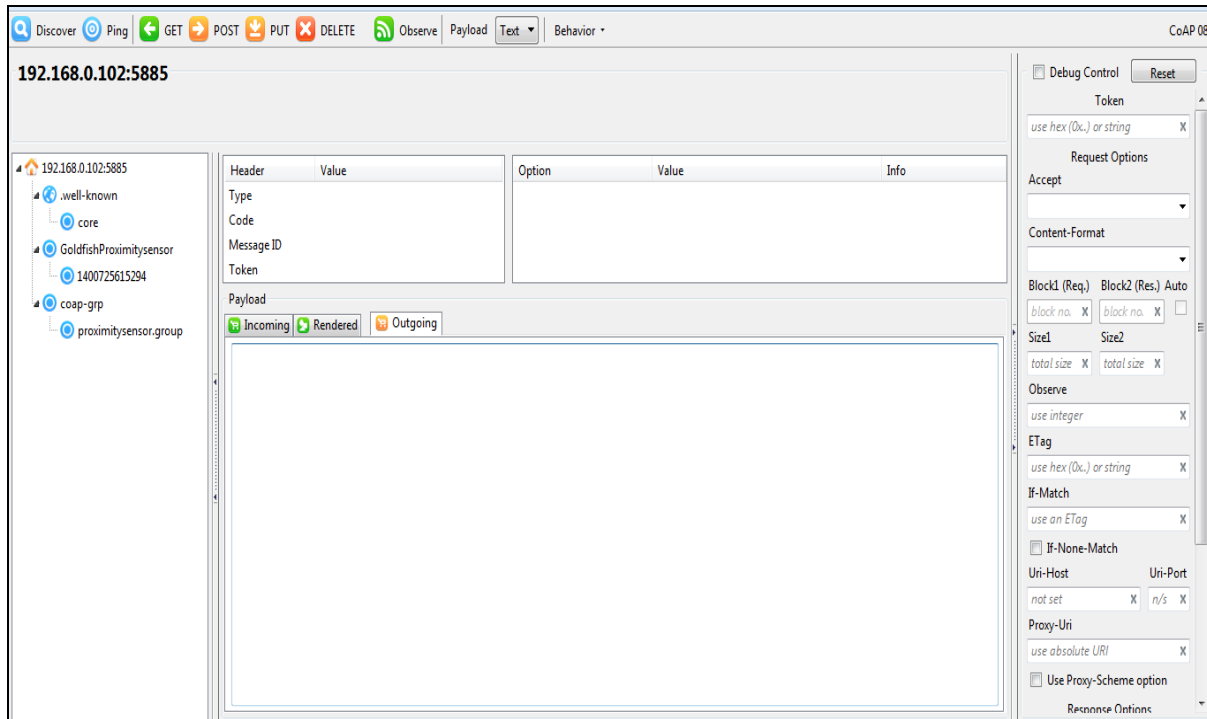 Discover Ping GET POST PUT DELETE Observe Payload Text Behavior CoAP 08
192.168.0.102:5885
192.168.0.102:5885
.well-known
core
GoldfishProximitysensor
1400725615294
coap-grp
proximitysensor.group
Header Value
Type
Code
Message ID
Token
Option Value Info
Payload
Incoming Rendered Outgoing
Debug Control Reset
Token
use hex (0x..) or string X
Request Options
Accept
Content-Format
Block1 (Req.) Block2 (Res.) Auto
block no. X block no. X
Size1 Size2
total size X total size X
Observe
use integer X
ETag
use hex (0x..) or string X
If-Match
use an ETag X
If-None-Match
Uri-Host Uri-Port
not set X n/s X
Proxy-Uri
use absolute URI X
Use Proxy-Scheme option
Response Options